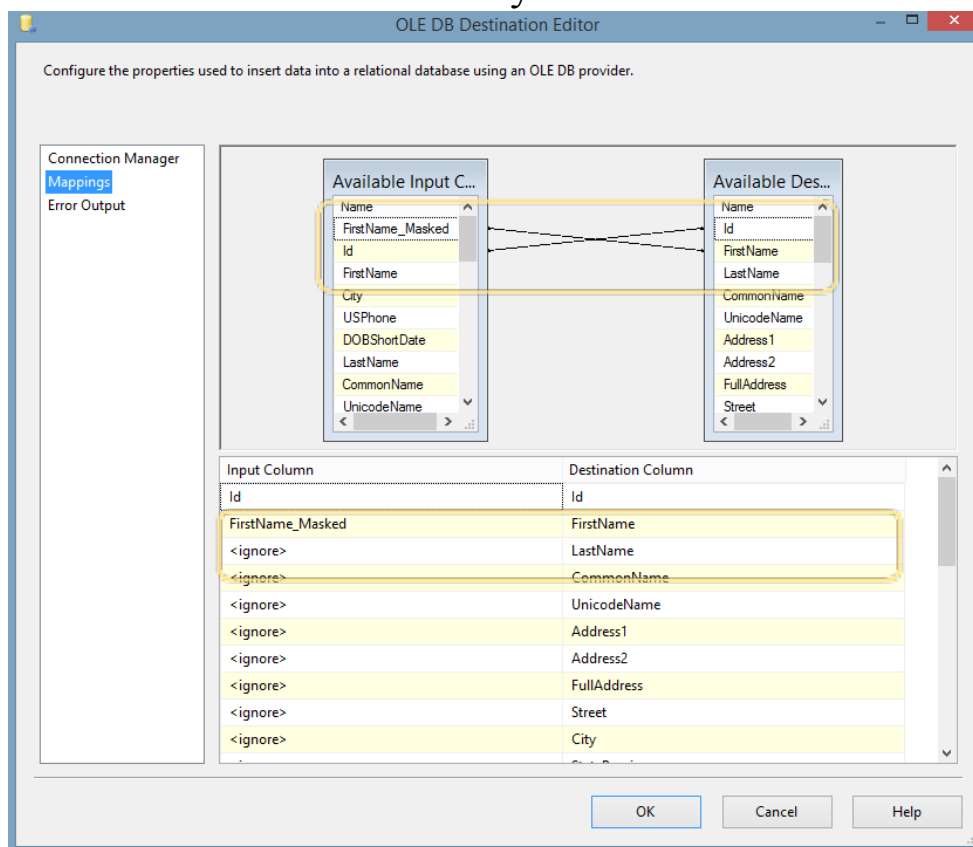 OLE DB Destination Editor
Configure the properties used to insert data into a relational database using an OLE DB provider.
Connection Manager
Mappings
Error Output
Available Input C...
Name
FirstName_Masked
Id
FirstName
City
USPhone
DOBShortDate
LastName
CommonName
UnicodeName
Available Des...
Name
Id
FirstName
LastName
CommonName
UnicodeName
Address1
Address2
FullAddress
Street
Input Column Destination Column
Id Id
FirstName_Masked FirstName
<ignore> LastName
<ignore> CommonName
<ignore> UnicodeName
<ignore> Address1
<ignore> Address2
<ignore> FullAddress
<ignore> Street
<ignore> City
OK Cancel Help